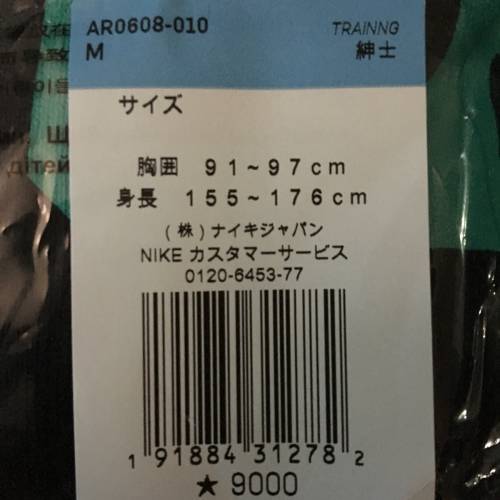 AR0608-010
TRAINNG
M
紳士
サイズ
胸囲 91~97cm
身長 155~176cm
(株)ナイキジャパン
NIKE カスタマーサービス
0120-6453-77
1 91884 31278 2
★ 9000
дітей